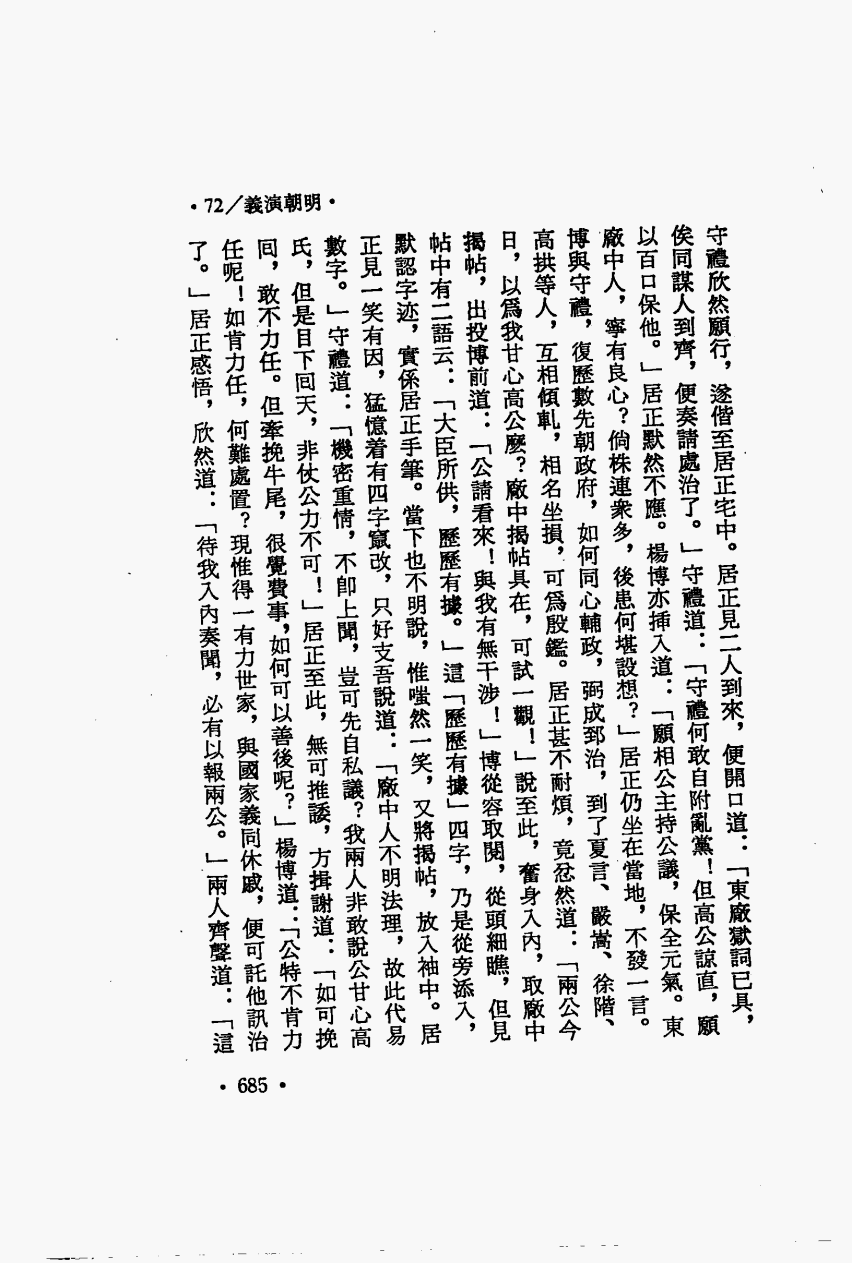 ·72/義演朝明·
守禮欣然願行，遂偕至居正宅中。居正見二人到來，便開口道：「東廠獄詞已具，
俟同謀人到齊，便奏請處治了。」守禮道：「守禮何敢自附亂黨！但高公諒直，願
以百口保他。」居正默然不應。楊博亦揷入道：「願相公主持公議，保全元氣。東
廠中人，寧有良心？倘株連衆多，後患何堪設想？」居正仍坐在當地，不發一言。
博與守禮，復歷數先朝政府，如何同心輔政，弼成郅治，到了夏言、嚴嵩、徐階、
高拱等人，互相傾軋，相名坐損，可爲殷鑑。居正甚不耐煩，竟忿然道：「兩公今
日，以爲我甘心高公麽？廠中揭帖具在，可試一觀！」說至此，奮身入內，取廠中
揭帖，出投博前道：「公請看來！與我有無干涉！」博從容取閱，從頭細瞧，但見
帖中有二語云：「大臣所供，歷歷有據。」這「歷歷有據」四字，乃是從旁添入，
默認字迹，實係居正手筆。當下也不明說，惟嗤然一笑，又將揭帖，放入袖中。居
正見一笑有因，猛憶着有四字竄改，只好支吾說道：「廠中人不明法理，故此代易
數字。」守禮道：「機密重情，不卽上聞，豈可先自私議？我兩人非敢說公甘心高
氏，但是目下囘天，非仗公力不可！」居正至此，無可推諉，方揖謝道：「如可挽
囘，敢不力任。但牽挽牛尾，很覺費事，如何可以善後呢？」楊博道：「公特不肯力
任呢！如肯力任，何難處置？現惟得一有力世家，與國家義同休戚，便可託他訊治
了。」居正感悟，欣然道：「待我入內奏聞，必有以報兩公。」兩人齊聲道：「這
·685·